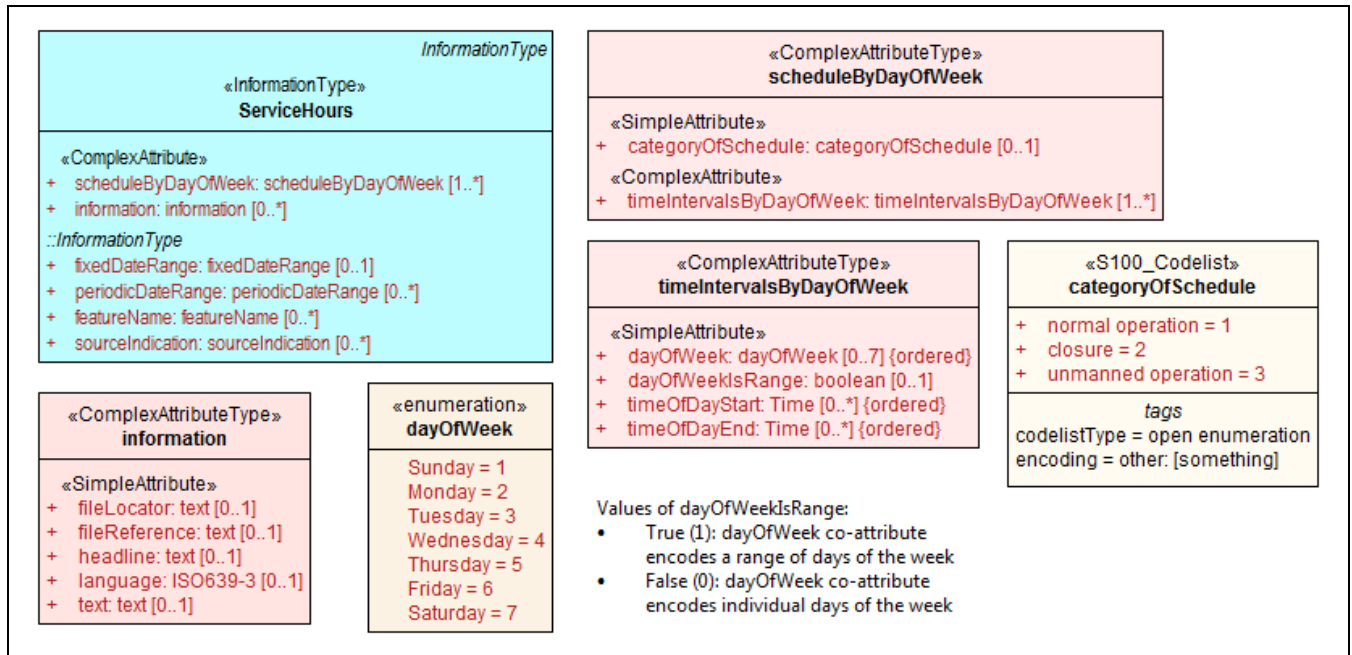 InformationType
«InformationType»
ServiceHours
«ComplexAttribute»
+ scheduleByDayOfWeek: scheduleByDayOfWeek [1..*]
+ information: information [0..*]
::InformationType
+ fixedDateRange: fixedDateRange [0..1]
+ periodicDateRange: periodicDateRange [0..*]
+ featureName: featureName [0..*]
+ sourceIndication: sourceIndication [0..*]
«ComplexAttributeType»
scheduleByDayOfWeek
«SimpleAttribute»
+ categoryOfSchedule: categoryOfSchedule [0..1]
«ComplexAttribute»
+ timeIntervalsByDayOfWeek: timeIntervalsByDayOfWeek [1..*]
«ComplexAttributeType»
timeIntervalsByDayOfWeek
«SimpleAttribute»
+ dayOfWeek: dayOfWeek [0..7] {ordered}
+ dayOfWeekIsRange: boolean [0..1]
+ timeOfDayStart: Time [0..*] {ordered}
+ timeOfDayEnd: Time [0..*] {ordered}
«S100_Codelist»
categoryOfSchedule
+ normal operation = 1
+ closure = 2
+ unmanned operation = 3
tags
codelistType = open enumeration
encoding = other: [something]
«ComplexAttributeType»
information
«SimpleAttribute»
+ fileLocator: text [0..1]
+ fileReference: text [0..1]
+ headline: text [0..1]
+ language: ISO639-3 [0..1]
+ text: text [0..1]
«enumeration»
dayOfWeek
Sunday = 1
Monday = 2
Tuesday = 3
Wednesday = 4
Thursday = 5
Friday = 6
Saturday = 7
Values of dayOfWeekIsRange:
• True (1): dayOfWeek co-attribute
encodes a range of days of the week
• False (0): dayOfWeek co-attribute
encodes individual days of the week